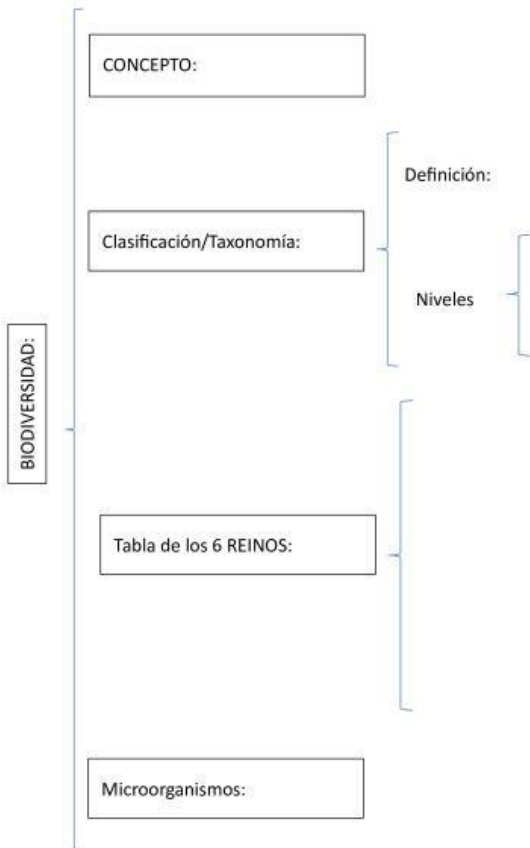 BIODIVERSIDAD:
CONCEPTO:
Clasificación/Taxonomía:
Definición:
Niveles
Tabla de los 6 REINOS:
Microorganismos: